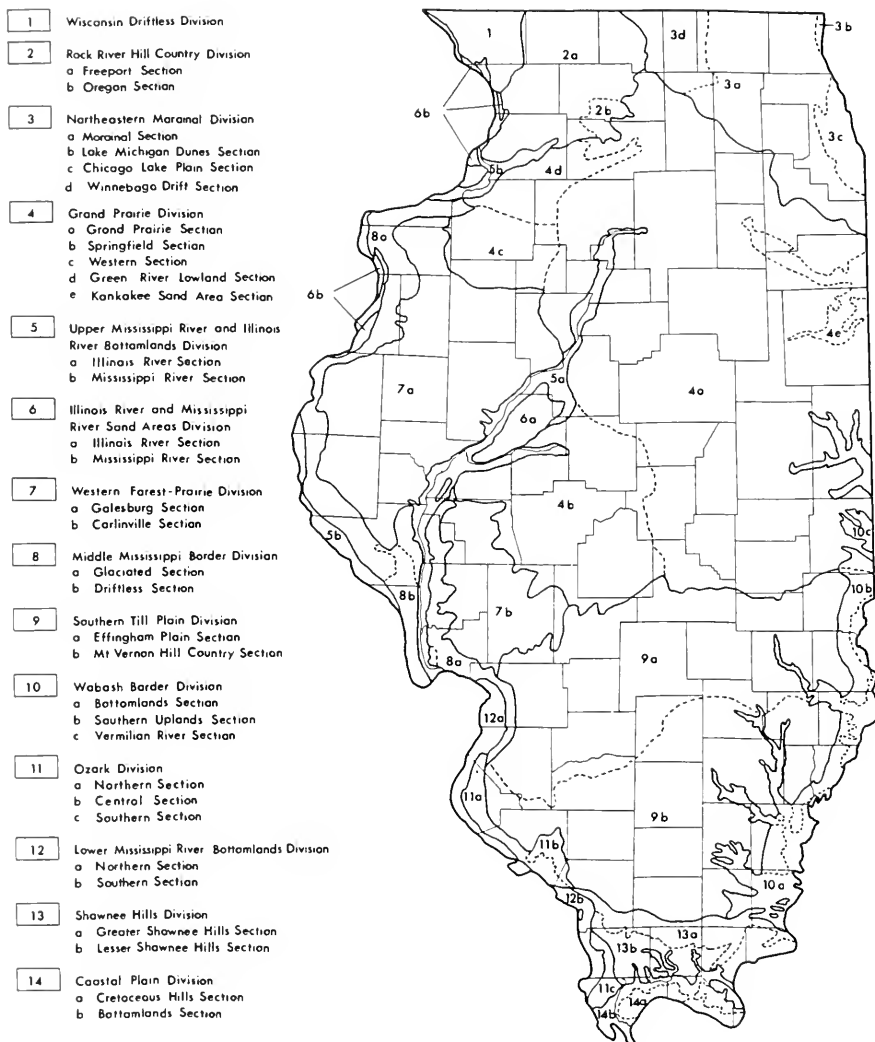 1 Wisconsin Driftless Division
2 Rock River Hill Country Division
a Freeport Section
b Oregon Section
3 Northeastern Morainal Division
a Morainal Section
b Lake Michigan Dunes Section
c Chicago Lake Plain Section
d Winnebago Drift Section
4 Grand Prairie Division
a Grand Prairie Section
b Springfield Section
c Western Section
d Green River Lowland Section
e Kankakee Sand Area Section
5 Upper Mississippi River and Illinois
River Bottomlands Division
a Illinois River Section
b Mississippi River Section
6 Illinois River and Mississippi
River Sand Areas Division
a Illinois River Section
b Mississippi River Section
7 Western Forest-Prairie Division
a Galesburg Section
b Carlinville Section
8 Middle Mississippi Border Division
a Glaciated Section
b Driftless Section
9 Southern Till Plain Division
a Effingham Plain Section
b Mt Vernon Hill Country Section
10 Wabash Border Division
a Bottomlands Section
b Southern Uplands Section
c Vermilion River Section
11 Ozark Division
a Northern Section
b Central Section
c Southern Section
12 Lower Mississippi River Bottomlands Division
a Northern Section
b Southern Section
13 Shawnee Hills Division
a Greater Shawnee Hills Section
b Lesser Shawnee Hills Section
14 Coastal Plain Division
a Cretaceous Hills Section
b Bottomlands Section
1
2a
3d
3b
3a
6b
2b
3c
5b
4d
8a
4c
6b
4e
7a
5a
4a
6a
4b
5b
10c
10b
8b
7b
8a
9a
12a
11a
9b
11b
10a
12b
13a
13b
11c
14a
14b